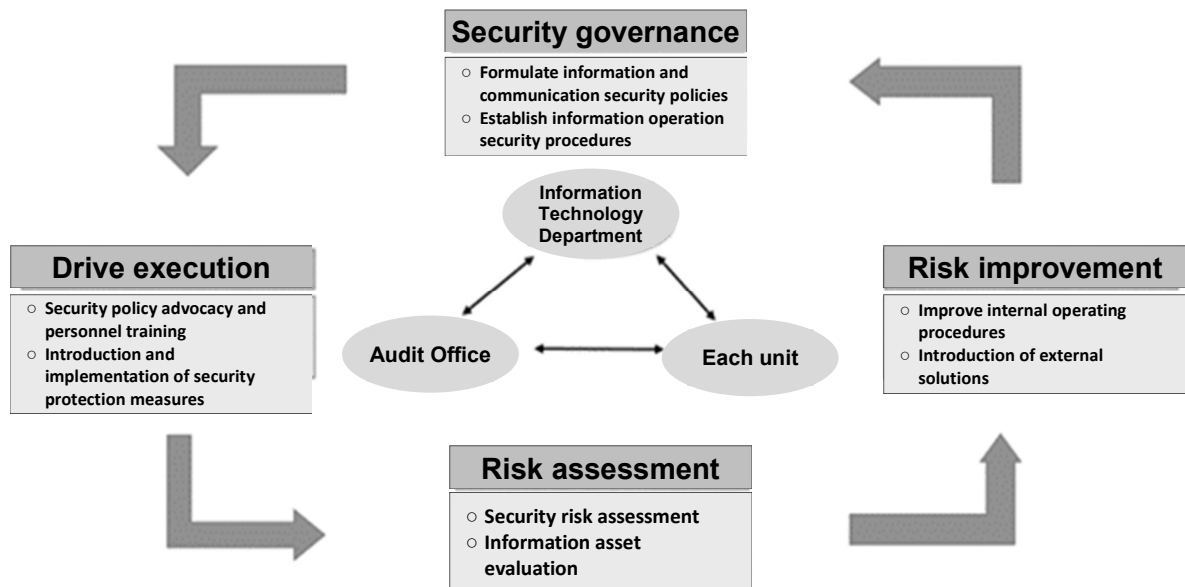 Security governance
○ Formulate information and
communication security policies
○ Establish information operation
security procedures
Information
Technology
Department
Drive execution
○ Security policy advocacy and
personnel training
○ Introduction and
implementation of security
protection measures
Audit Office
Each unit
Risk improvement
○ Improve internal operating
procedures
○ Introduction of external
solutions
Risk assessment
○ Security risk assessment
○ Information asset
evaluation